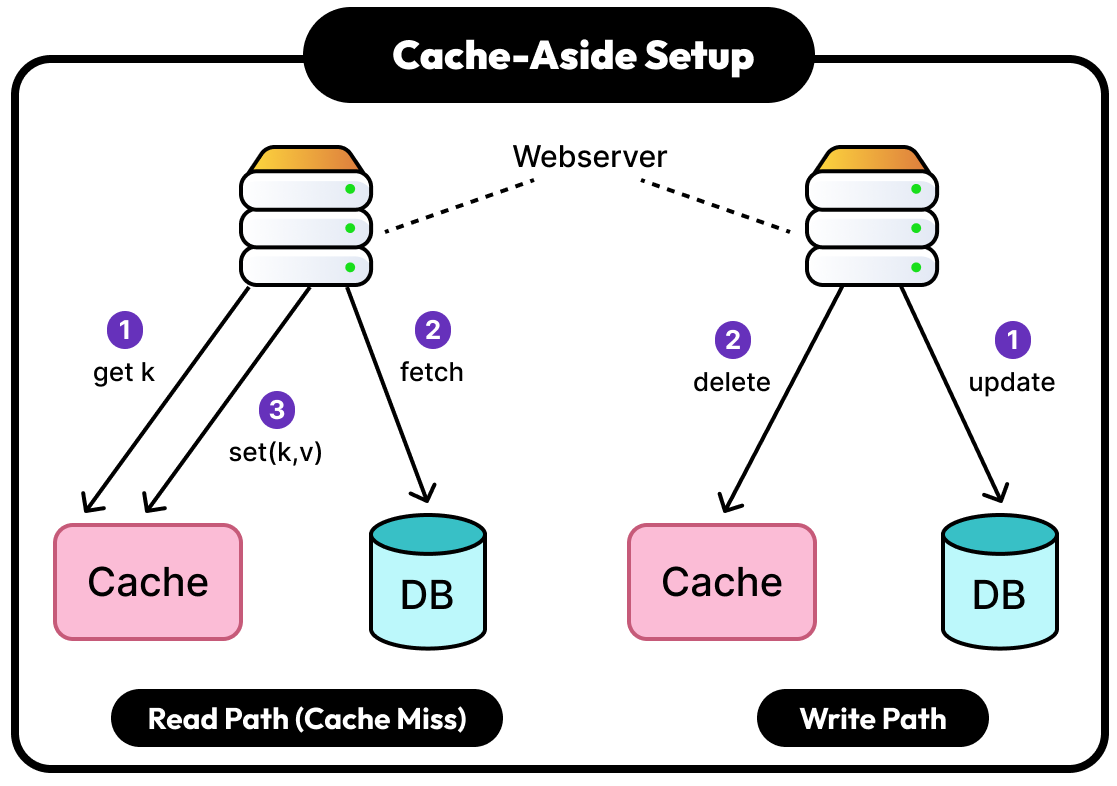 Cache-Aside Setup
Webserver
1
get k
2
fetch
3
set(k,v)
Cache
DB
Read Path (Cache Miss)
2
delete
1
update
Cache
DB
Write Path